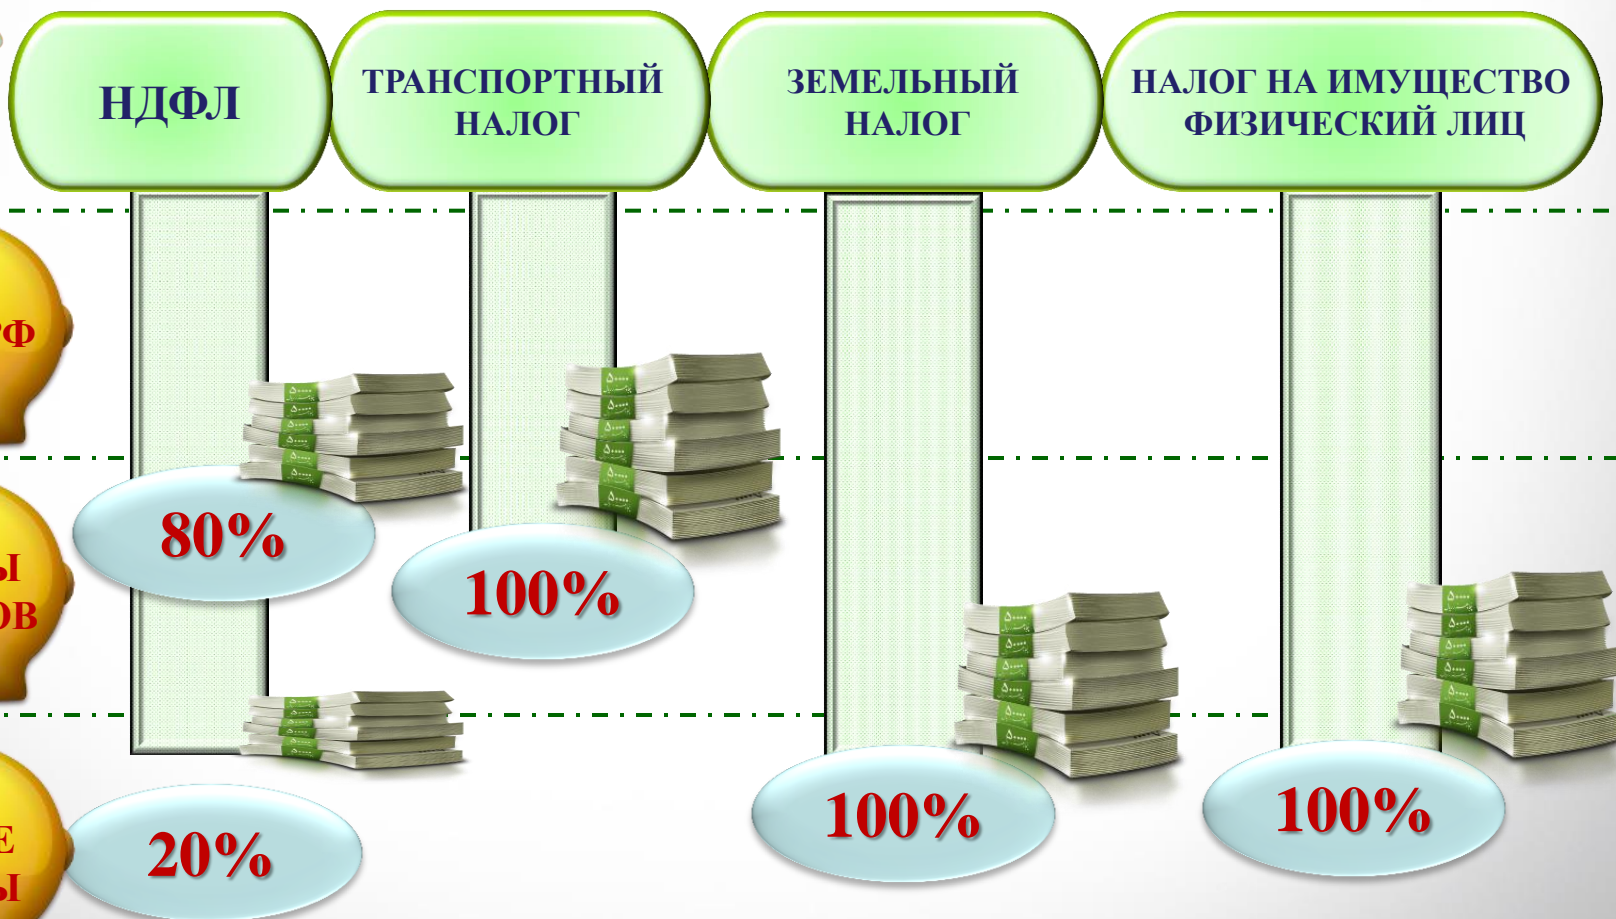 НДФЛ
ТРАНСПОРТНЫЙ
НАЛОГ
ЗЕМЕЛЬНЫЙ
НАЛОГ
НАЛОГ НА ИМУЩЕСТВО
ФИЗИЧЕСКИЙ ЛИЦ
80%
100%
100%
100%
20%